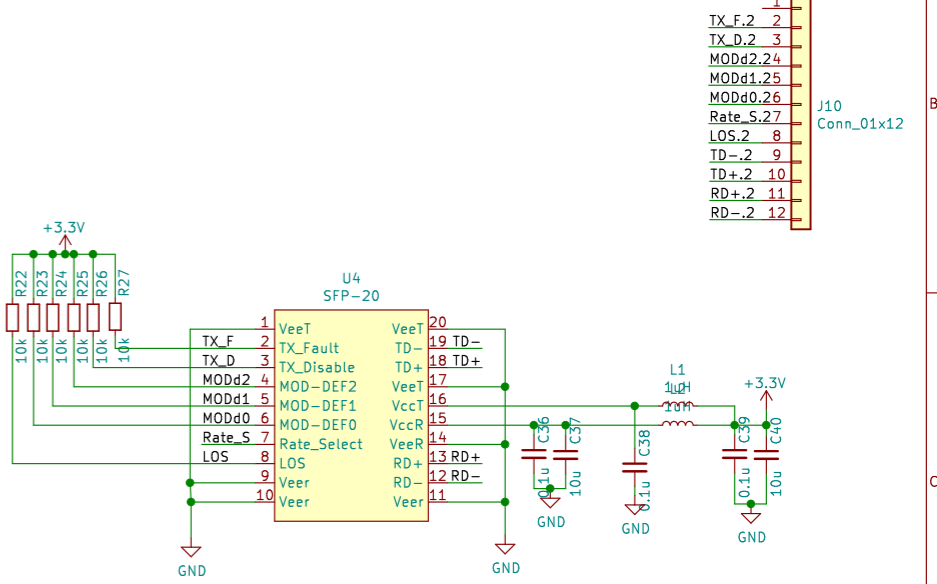 1
TX_F.2 2
TX_D.2 3
MODd2.2 4
MODd1.2 5
MODd0.2 6
Rate_S.2 7
LOS.2 8
TD-.2 9
TD+.2 10
RD+.2 11
RD-.2 12
J10
Conn_01x12
B
+3.3V
R22
R23
R24
R25
R26
R27
10k
10k
10k
10k
10k
10k
U4
SFP-20
TX_F
TX_D
MODd2
MODd1
MODd0
Rate_S
LOS
1 VeeT
2 TX_Fault
3 TX_Disable
4 MOD-DEF2
5 MOD-DEF1
6 MOD-DEF0
7 Rate_Select
8 LOS
9 Veer
10 Veer
VeeT 20
TD- 19 TD-
TD+ 18 TD+
VeeT 17
VccT 16
VccR 15
VeeR 14
RD+ 13 RD+
RD- 12 RD-
Veer 11
GND
GND
L1
1uH
L2
1uH
+3.3V
C36
0.1u
C37
10u
GND
C38
0.1u
GND
C39
0.1u
C40
10u
GND
C